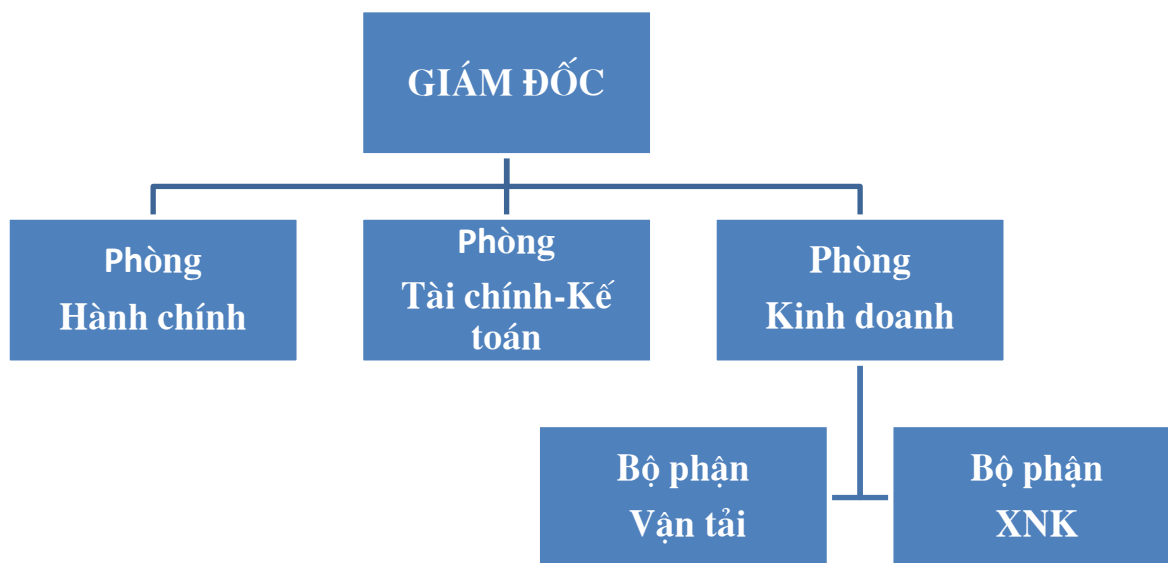 GIÁM ĐỐC
Phòng
Hành chính
Phòng
Tài chính-Kế
toán
Phòng
Kinh doanh
Bộ phận
Vận tải
Bộ phận
XNK